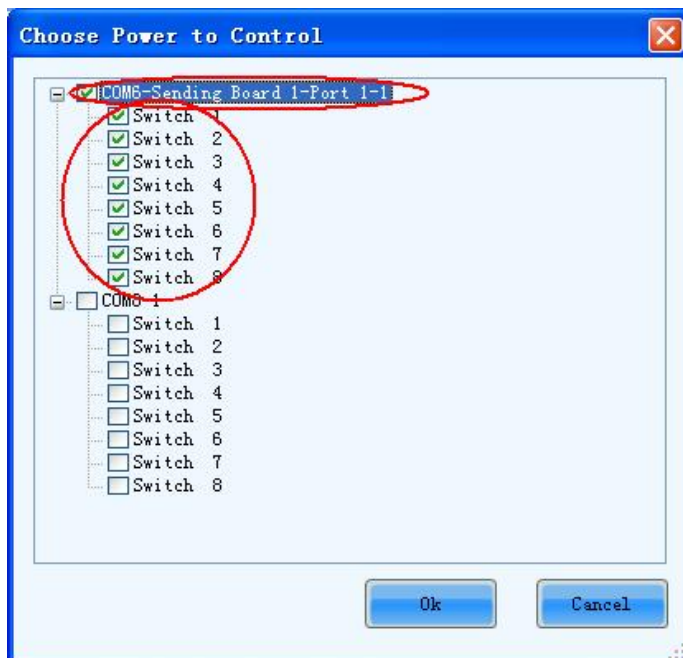 Choose Power to Control
COM6-Sending Board 1-Port 1-1
Switch 1
Switch 2
Switch 3
Switch 4
Switch 5
Switch 6
Switch 7
Switch 8
1
Switch 1
Switch 2
Switch 3
Switch 4
Switch 5
Switch 6
Switch 7
Switch 8
Ok
Cancel